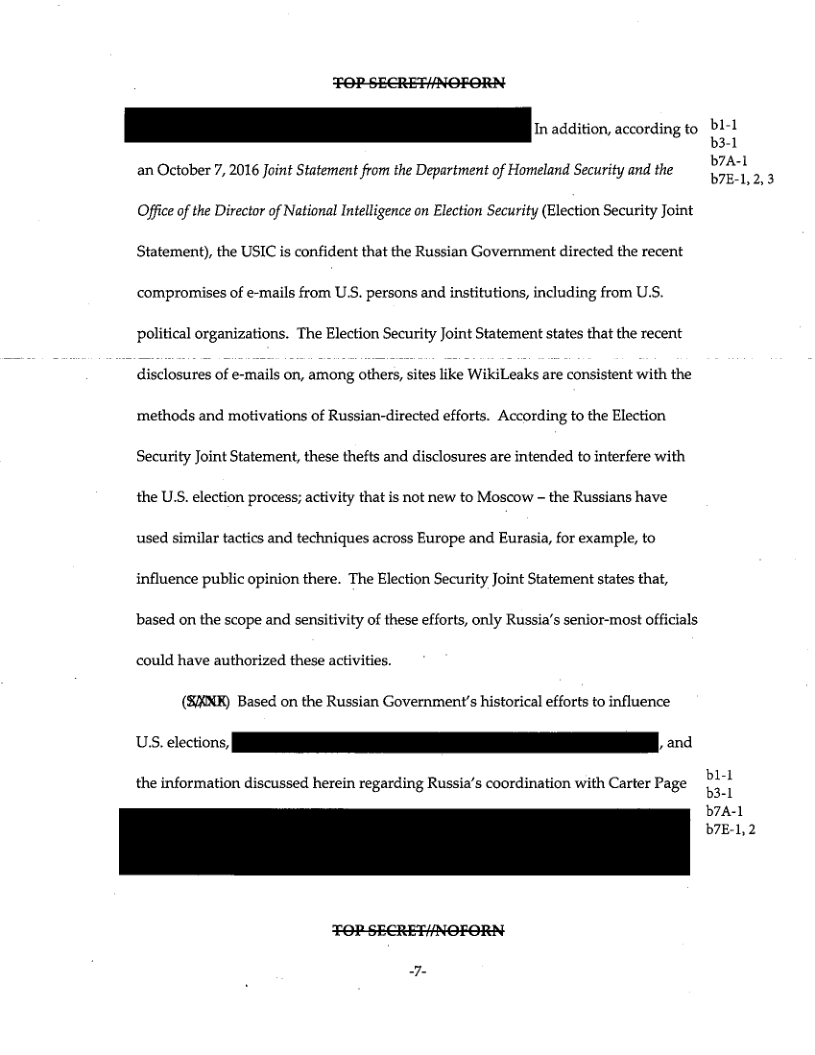 TOP SECRET//NOFORN
In addition, according to
b1-1
b3-1
b7A-1
b7E-1, 2, 3
an October 7, 2016 Joint Statement from the Department of Homeland Security and the
Office of the Director of National Intelligence on Election Security (Election Security Joint
Statement), the USIC is confident that the Russian Government directed the recent
compromises of e-mails from U.S. persons and institutions, including from U.S.
political organizations. The Election Security Joint Statement states that the recent
disclosures of e-mails on, among others, sites like WikiLeaks are consistent with the
methods and motivations of Russian-directed efforts. According to the Election
Security Joint Statement, these thefts and disclosures are intended to interfere with
the U.S. election process; activity that is not new to Moscow – the Russians have
used similar tactics and techniques across Europe and Eurasia, for example, to
influence public opinion there. The Election Security Joint Statement states that,
based on the scope and sensitivity of these efforts, only Russia's senior-most officials
could have authorized these activities.
Based on the Russian Government's historical efforts to influence
U.S. elections, , and
the information discussed herein regarding Russia's coordination with Carter Page
b1-1
b3-1
b7A-1
b7E-1, 2
TOP SECRET//NOFORN
-7-